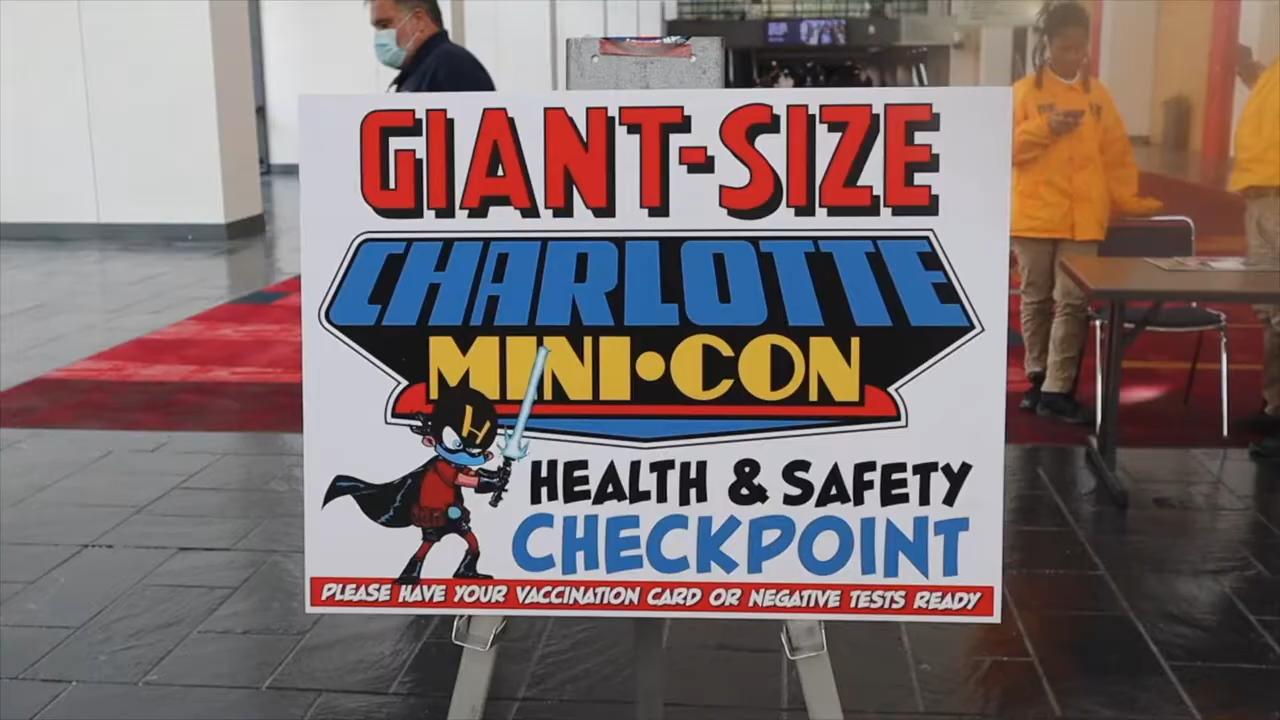 GIANT-SIZE
CHARLOTTE
MINI•CON
H
HEALTH & SAFETY
CHECKPOINT
PLEASE HAVE YOUR VACCINATION CARD OR NEGATIVE TESTS READY